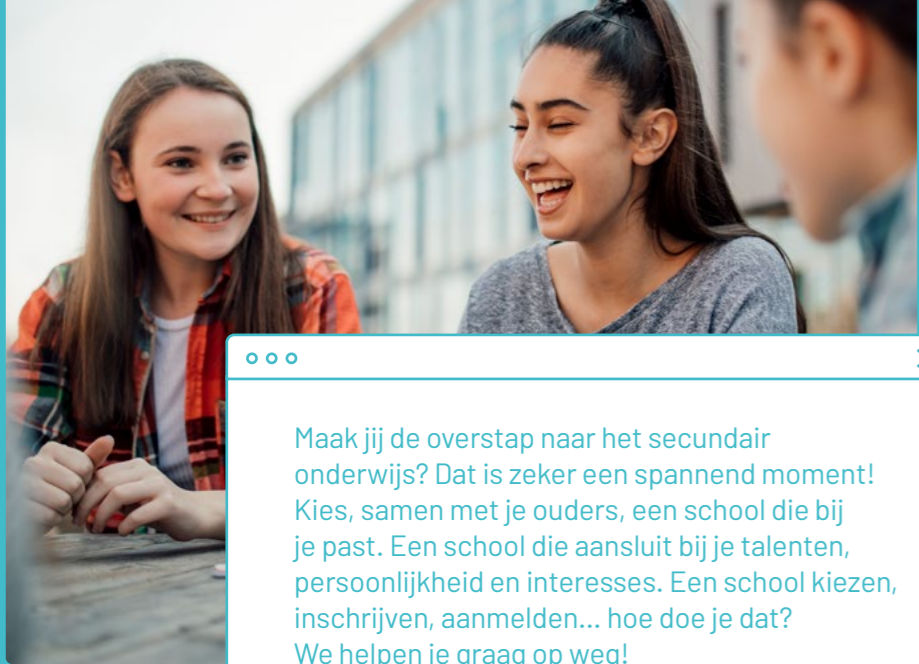 Maak jij de overstap naar het secundair
onderwijs? Dat is zeker een spannend moment!
Kies, samen met je ouders, een school die bij
je past. Een school die aansluit bij je talenten,
persoonlijkheid en interesses. Een school kiezen,
inschrijven, aanmelden... hoe doe je dat?
We helpen je graag op weg!